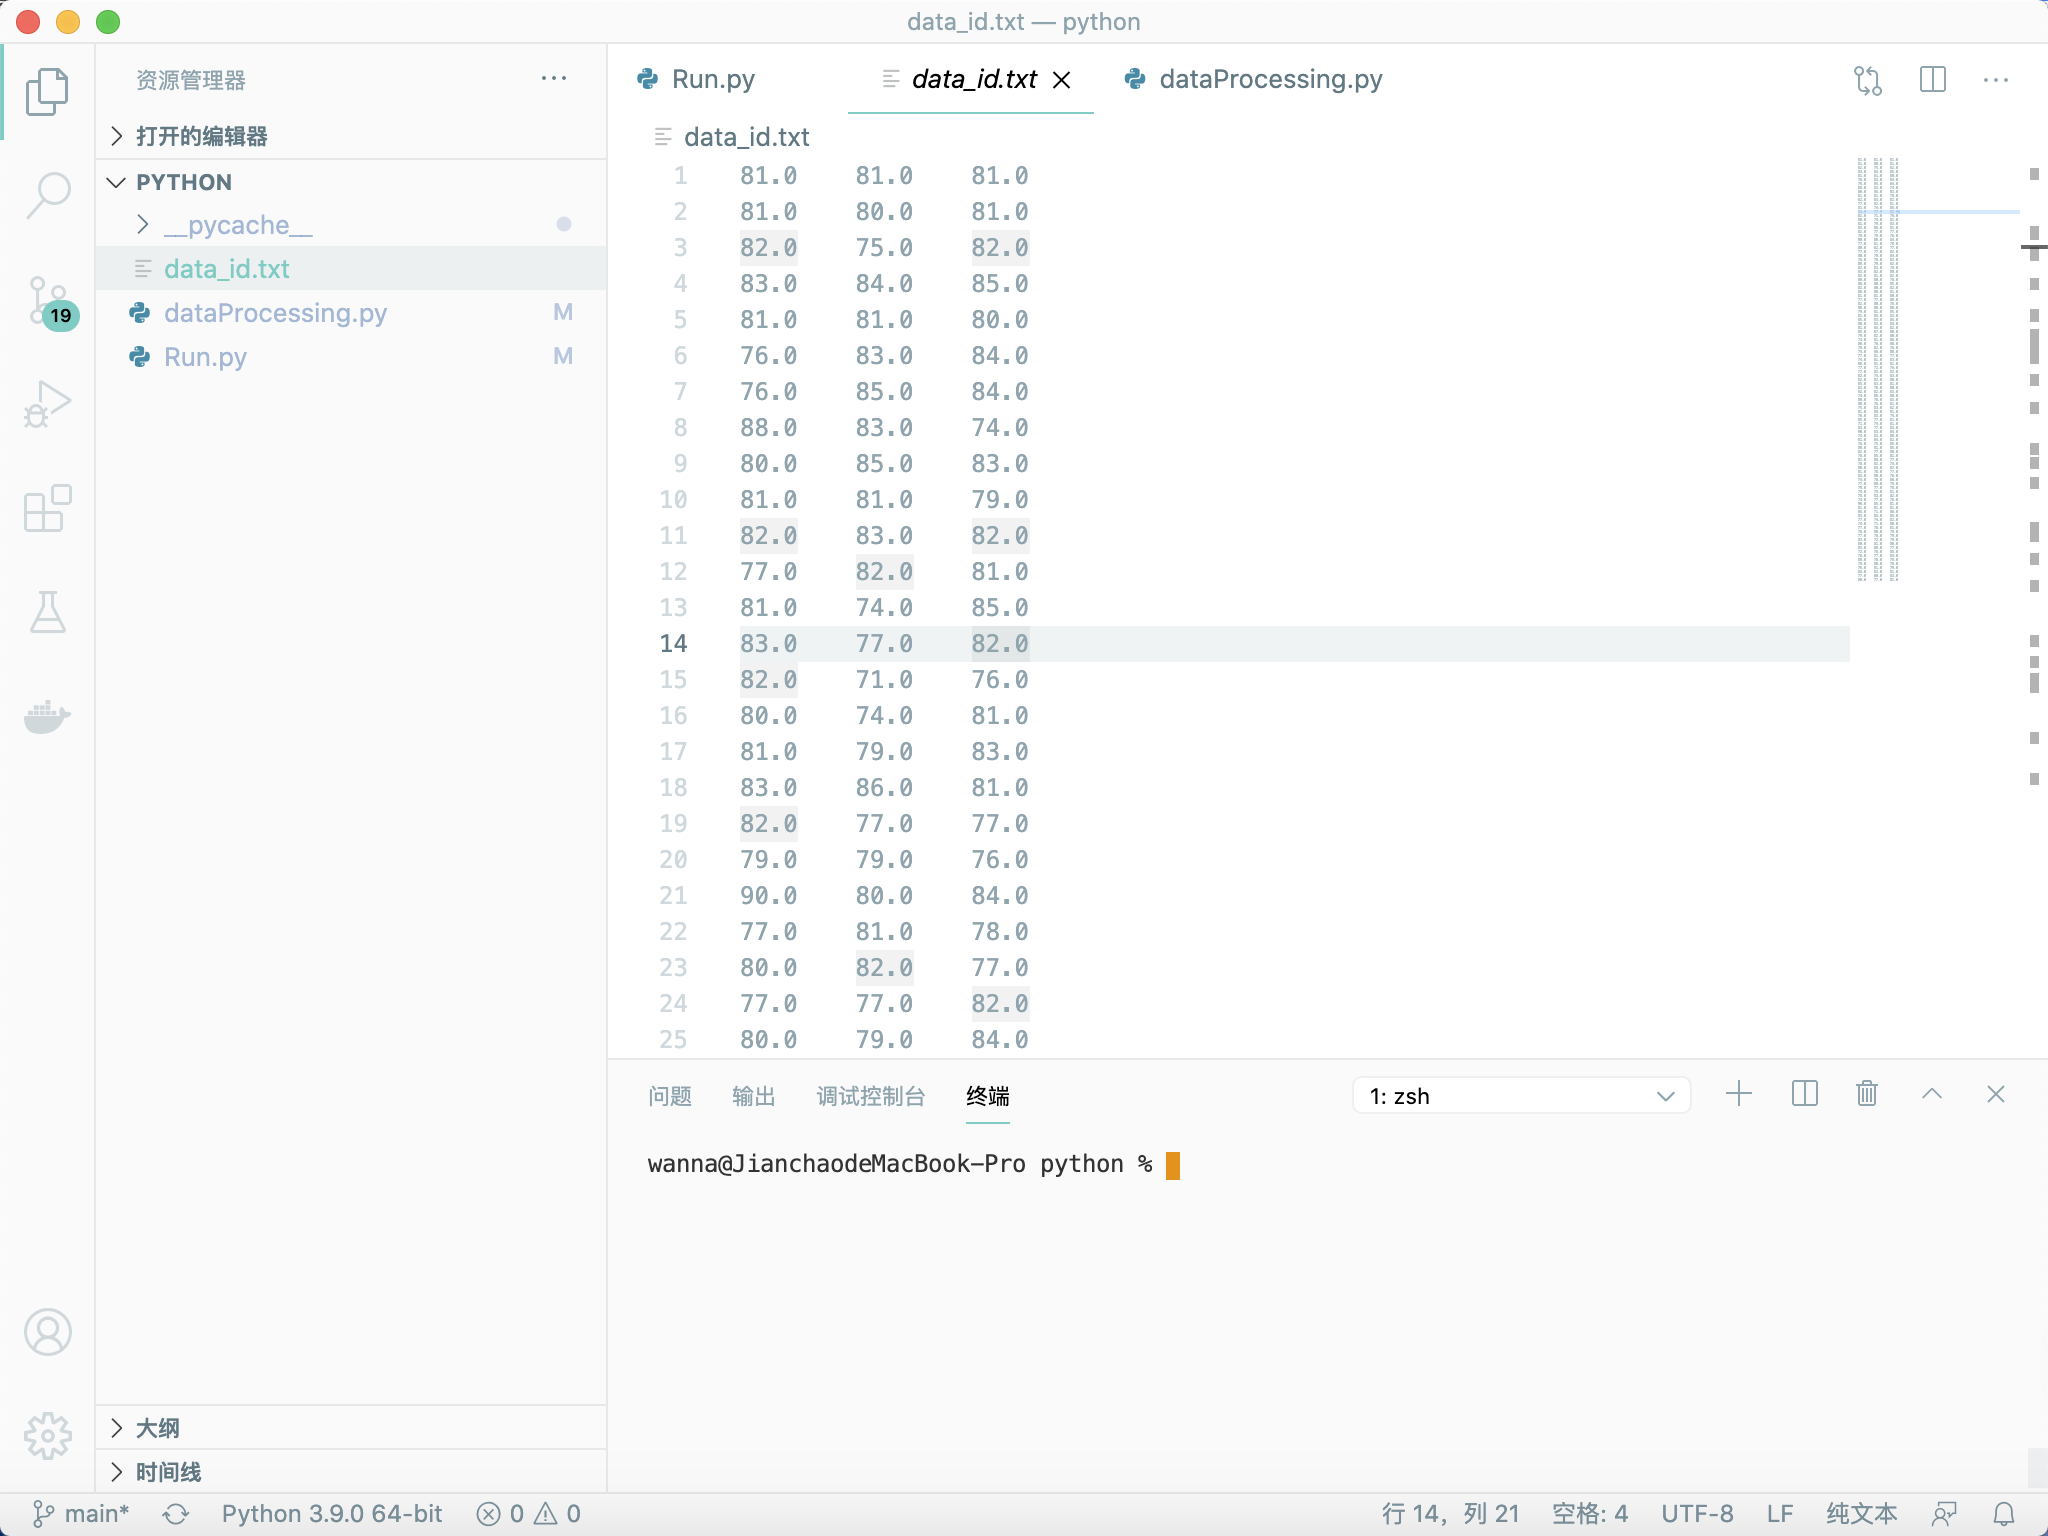 data_id.txt — python
资源管理器
打开的编辑器
PYTHON
__pycache__
data_id.txt
dataProcessing.py M
Run.py M
19
大纲
时间线
Run.py data_id.txt dataProcessing.py
data_id.txt
1 81.0 81.0 81.0
2 81.0 80.0 81.0
3 82.0 75.0 82.0
4 83.0 84.0 85.0
5 81.0 81.0 80.0
6 76.0 83.0 84.0
7 76.0 85.0 84.0
8 88.0 83.0 74.0
9 80.0 85.0 83.0
10 81.0 81.0 79.0
11 82.0 83.0 82.0
12 77.0 82.0 81.0
13 81.0 74.0 85.0
14 83.0 77.0 82.0
15 82.0 71.0 76.0
16 80.0 74.0 81.0
17 81.0 79.0 83.0
18 83.0 86.0 81.0
19 82.0 77.0 77.0
20 79.0 79.0 76.0
21 90.0 80.0 84.0
22 77.0 81.0 78.0
23 80.0 82.0 77.0
24 77.0 77.0 82.0
25 80.0 79.0 84.0
问题 输出 调试控制台 终端 1: zsh
wanna@JianchaodeMacBook-Pro python %
main* Python 3.9.0 64-bit 0 0 行 14，列 21 空格: 4 UTF-8 LF 纯文本